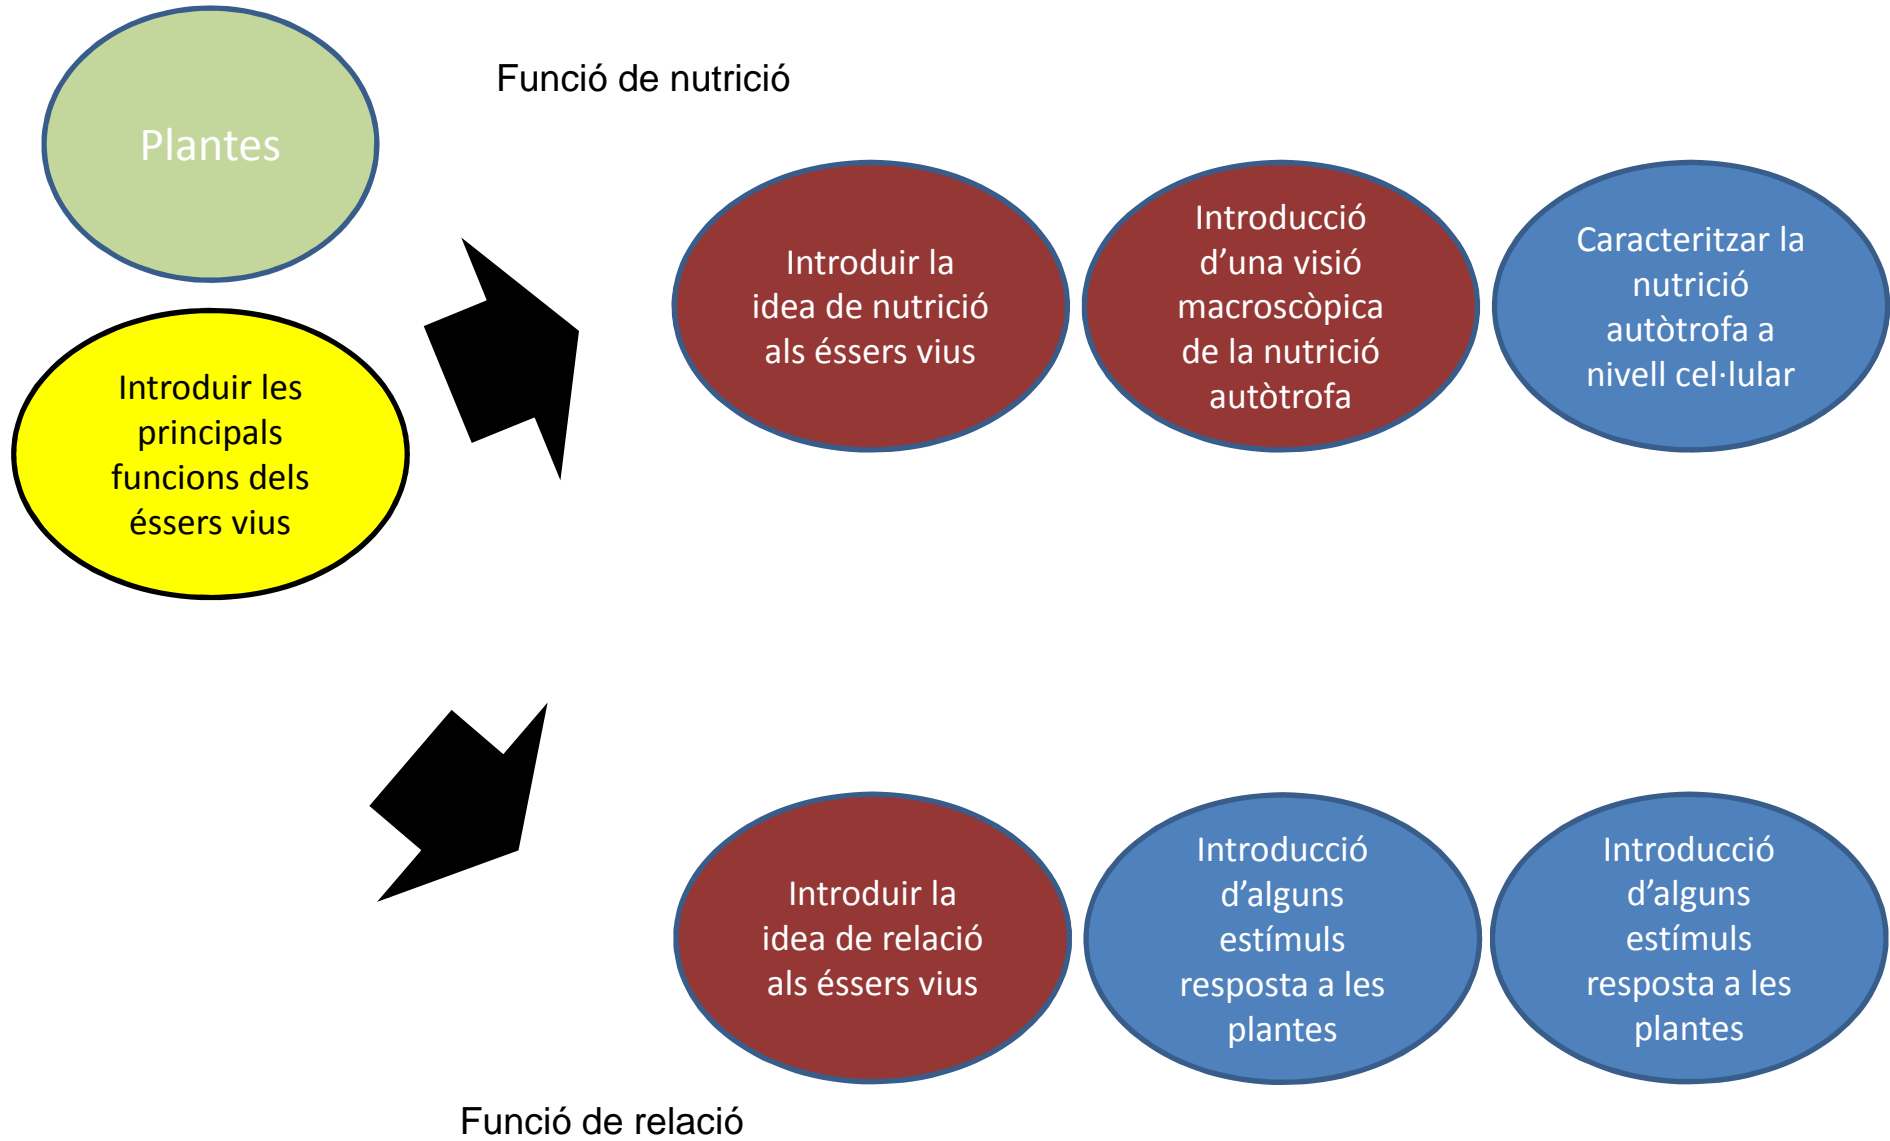 Plantes
Introduir les
principals
funcions dels
éssers vius
Funció de nutrició
Introduir la
idea de nutrició
als éssers vius
Introducció
d’una visió
macroscòpica
de la nutrició
autòtrofa
Caracteritzar la
nutrició
autòtrofa a
nivell cel·lular
Introduir la
idea de relació
als éssers vius
Introducció
d’alguns
estímuls
resposta a les
plantes
Introducció
d’alguns
estímuls
resposta a les
plantes
Funció de relació